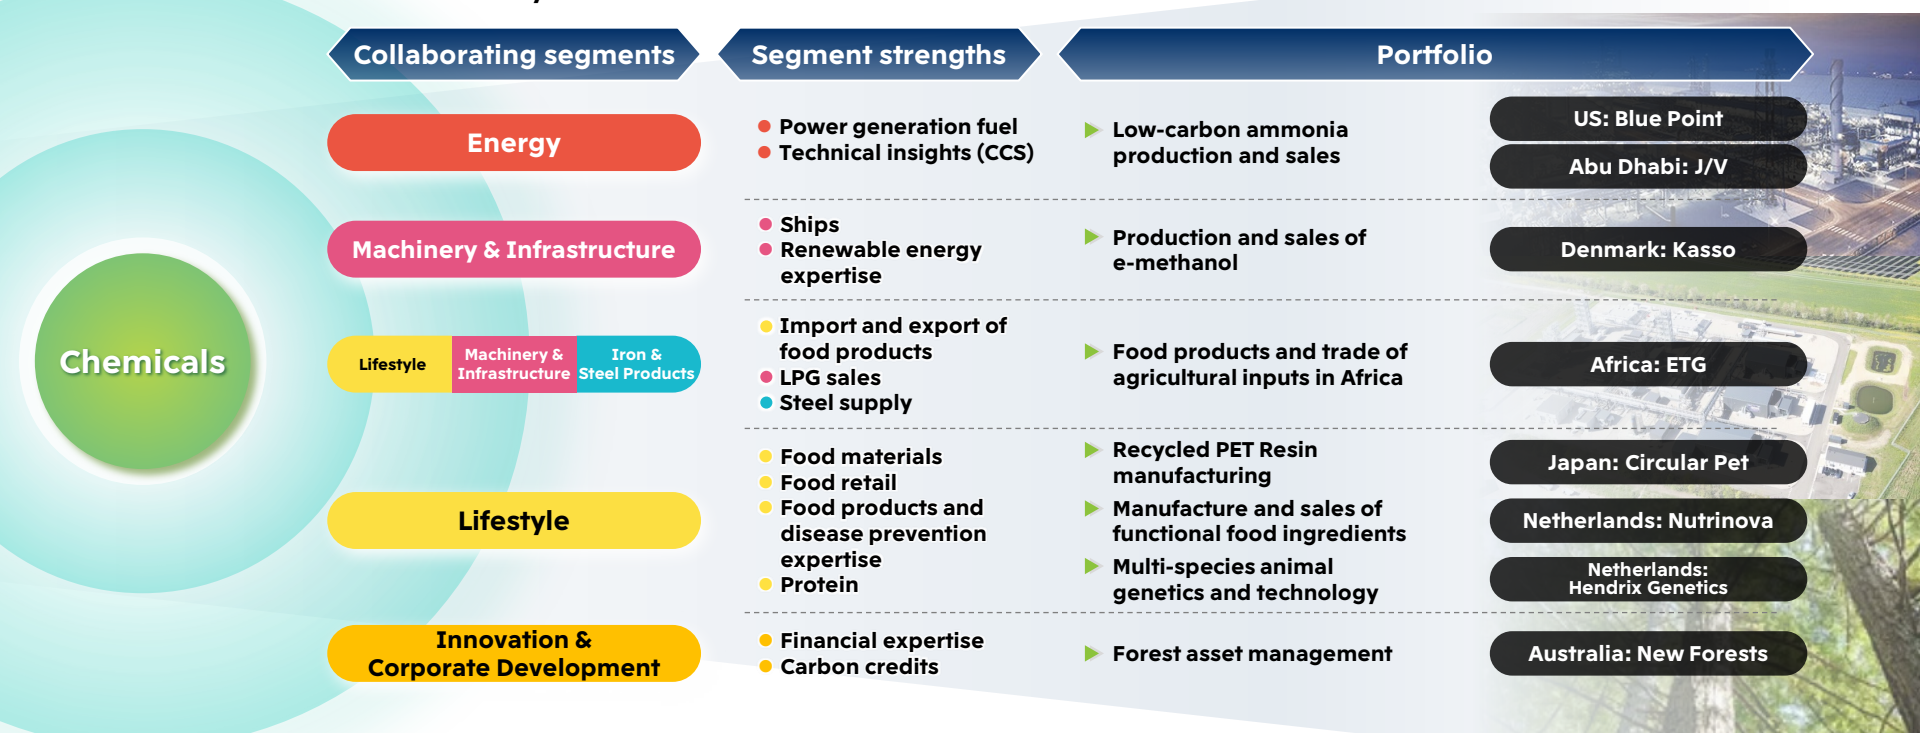 Collaborating segments
Segment strengths
Portfolio
Chemicals
Energy
Power generation fuel
Technical insights (CCS)
Low-carbon ammonia
production and sales
US: Blue Point
Abu Dhabi: J/V
Machinery & Infrastructure
Ships
Renewable energy
expertise
Production and sales of
e-methanol
Denmark: Kasso
Lifestyle
Machinery &
Infrastructure
Iron &
Steel Products
Import and export of
food products
LPG sales
Steel supply
Food products and trade of
agricultural inputs in Africa
Africa: ETG
Lifestyle
Food materials
Food retail
Food products and
disease prevention
expertise
Protein
Recycled PET Resin
manufacturing
Japan: Circular Pet
Manufacture and sales of
functional food ingredients
Netherlands: Nutrinova
Multi-species animal
genetics and technology
Netherlands:
Hendrix Genetics
Innovation &
Corporate Development
Financial expertise
Carbon credits
Forest asset management
Australia: New Forests